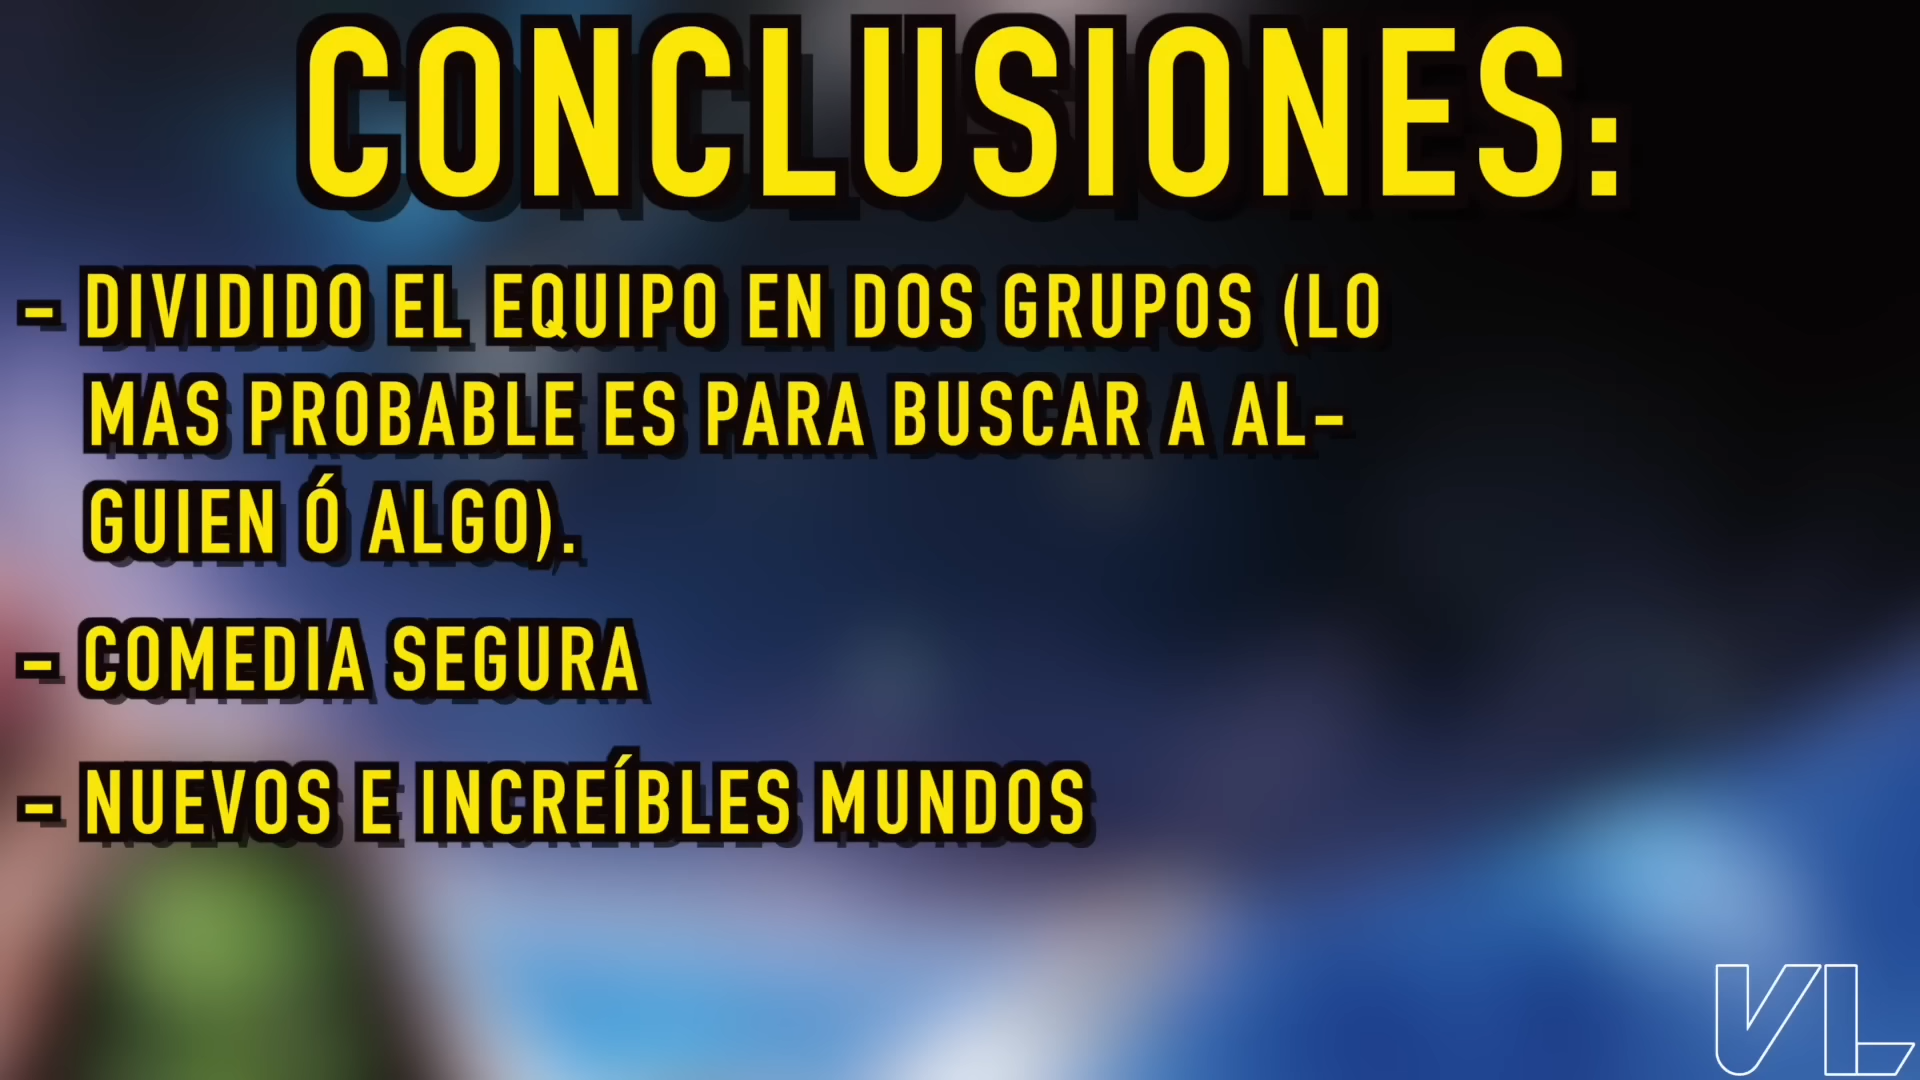 CONCLUSIONES:
- DIVIDIDO EL EQUIPO EN DOS GRUPOS (LO
MAS PROBABLE ES PARA BUSCAR A AL-
GUIEN Ó ALGO).
- COMEDIA SEGURA
- NUEVOS E INCREÍBLES MUNDOS
VL